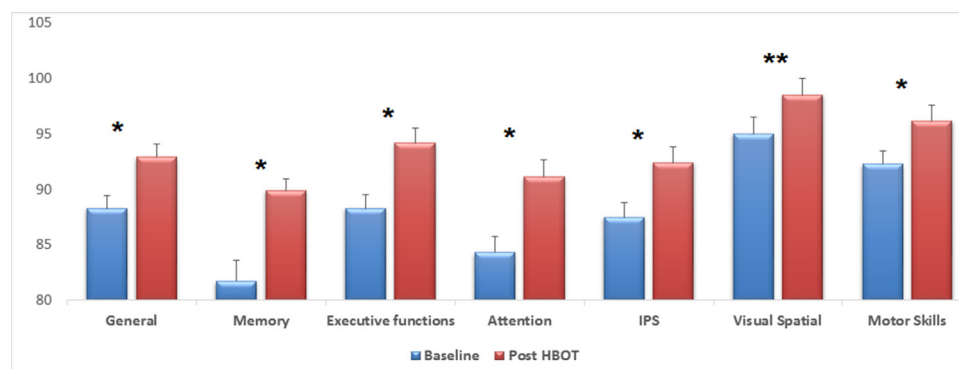 105
100
95
90
85
80
* * * * * ** *
General Memory Executive functions Attention IPS Visual Spatial Motor Skills
Baseline Post HBOT